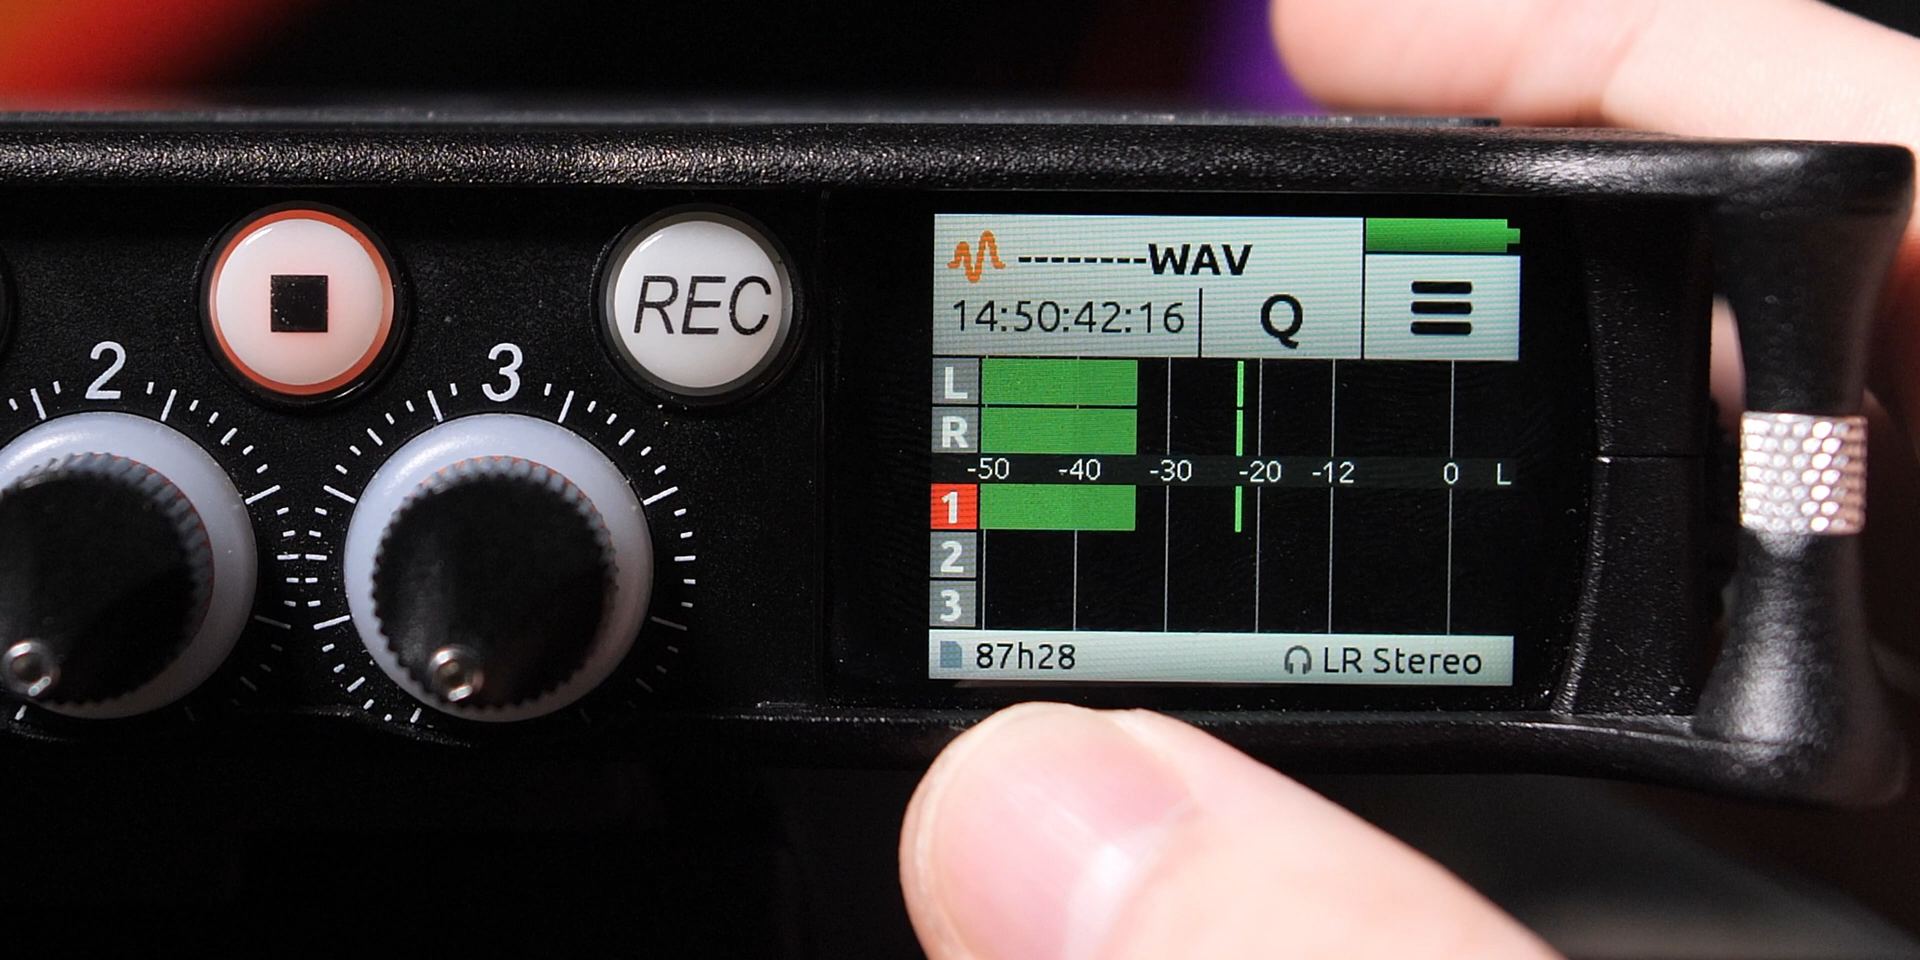 2
3
REC
--------WAV
14:50:42:16
Q
L
R
-50 -40 -30 -20 -12 0 L
1
2
3
87h28
LR Stereo